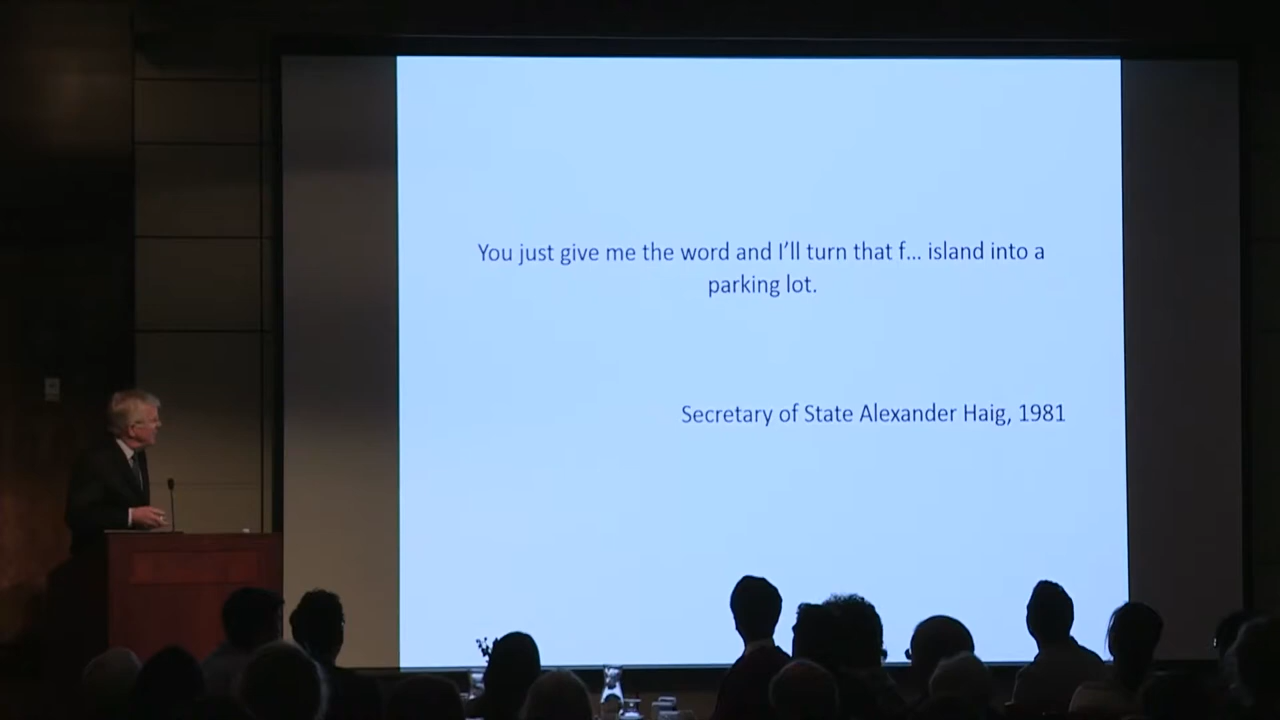 You just give me the word and I’ll turn that f... island into a
parking lot.
Secretary of State Alexander Haig, 1981